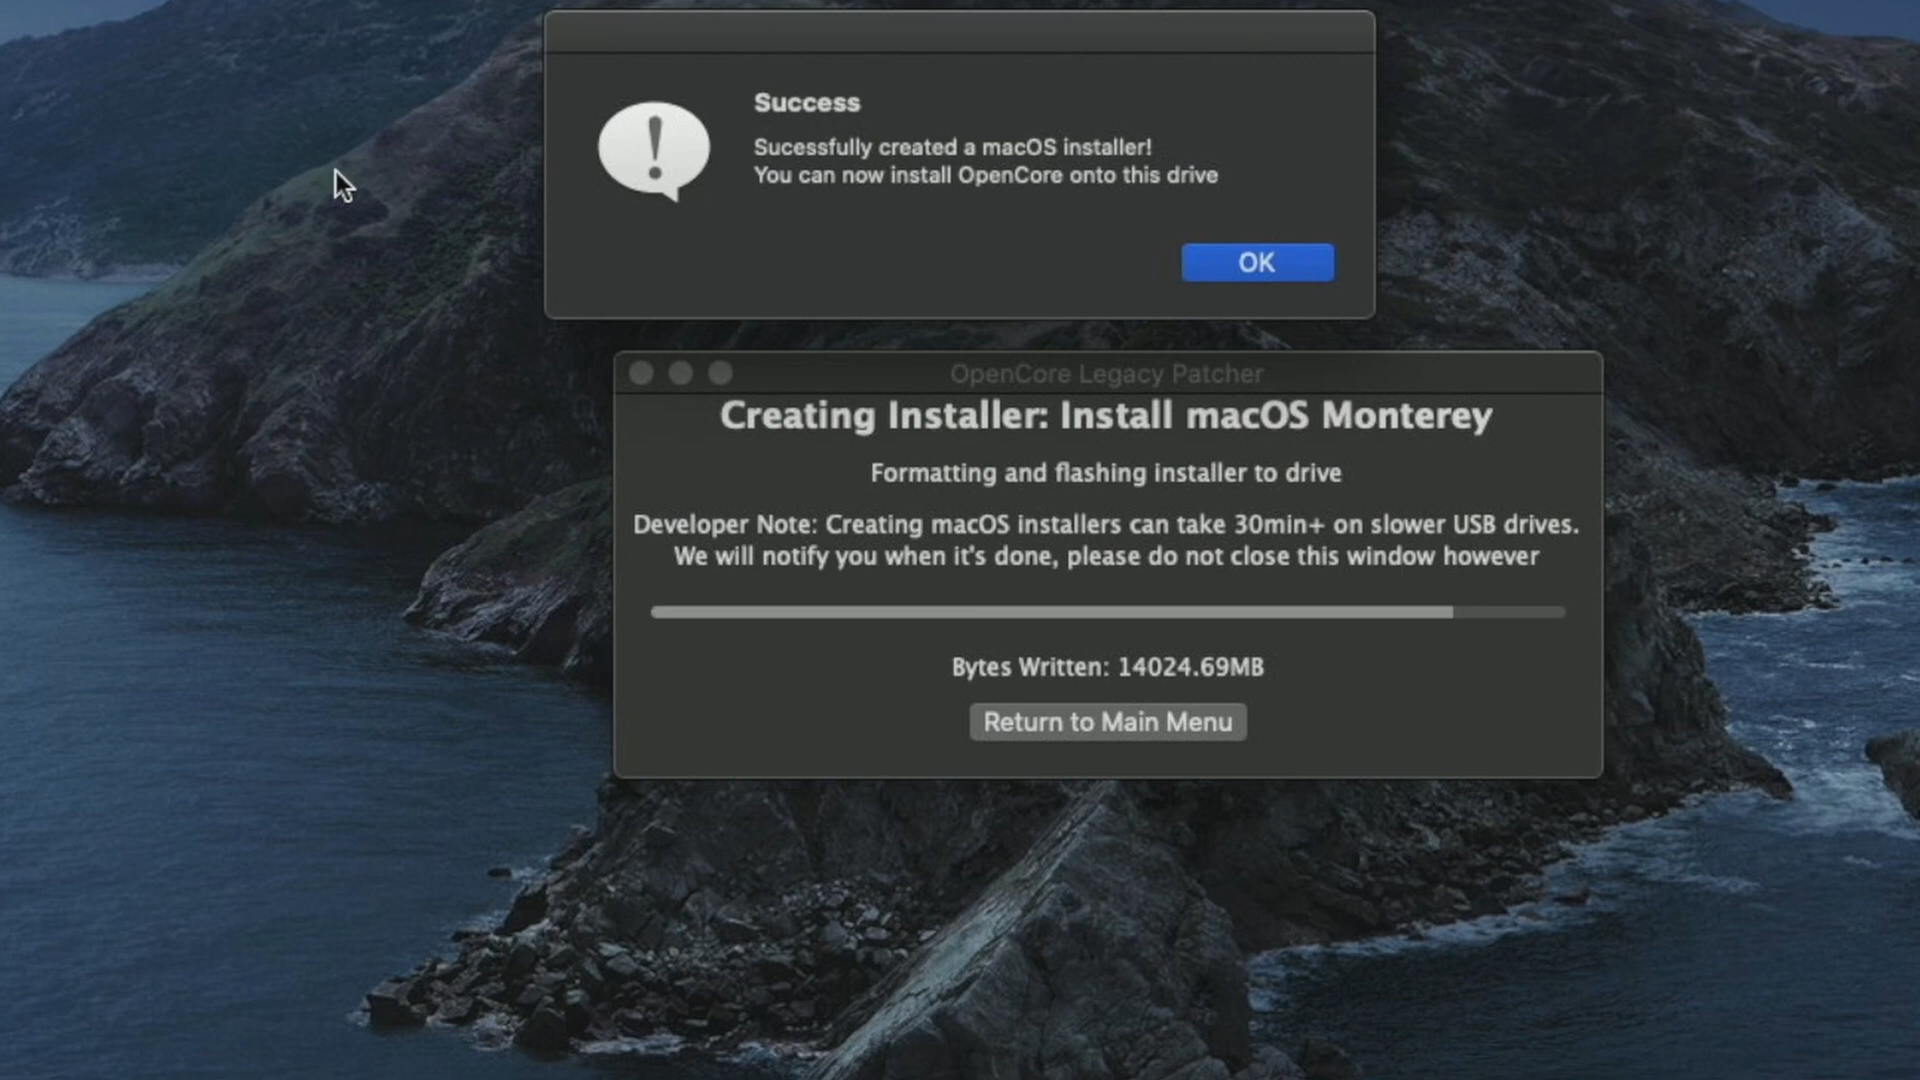 Success
Sucessfully created a macOS installer!
You can now install OpenCore onto this drive
OK
OpenCore Legacy Patcher
Creating Installer: Install macOS Monterey
Formatting and flashing installer to drive
Developer Note: Creating macOS installers can take 30min+ on slower USB drives.
We will notify you when it's done, please do not close this window however
Bytes Written: 14024.69MB
Return to Main Menu